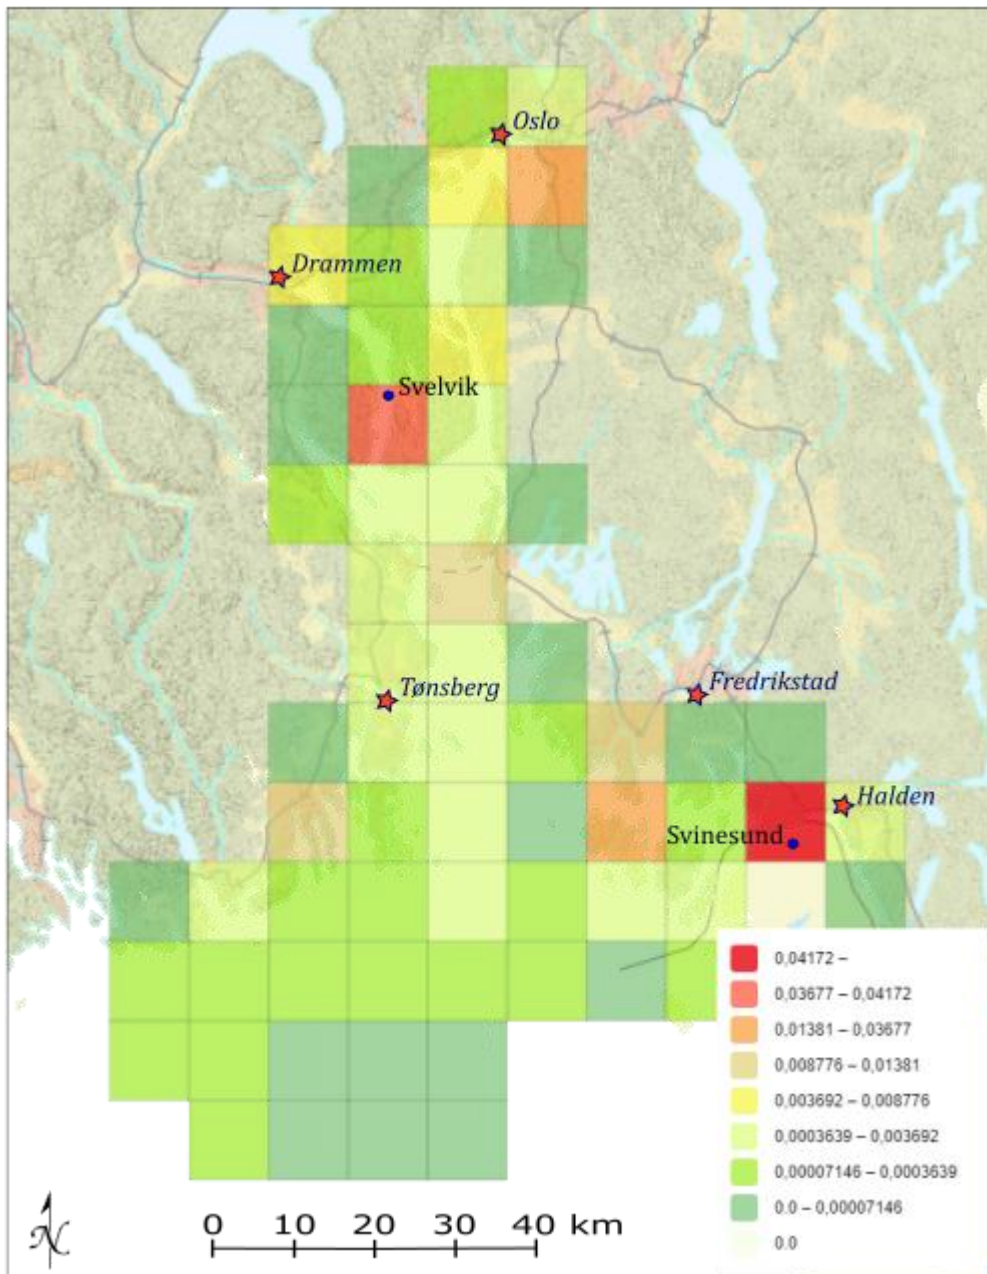 Oslo
Drammen
Svelvik
Tønsberg
Fredrikstad
Halden
Svinesund
0,04172 –
0,03677 – 0,04172
0,01381 – 0,03677
0,008776 – 0,01381
0,003692 – 0,008776
0,0003639 – 0,003692
0,00007146 – 0,0003639
0.0 – 0,00007146
0.0
N
0 10 20 30 40 km